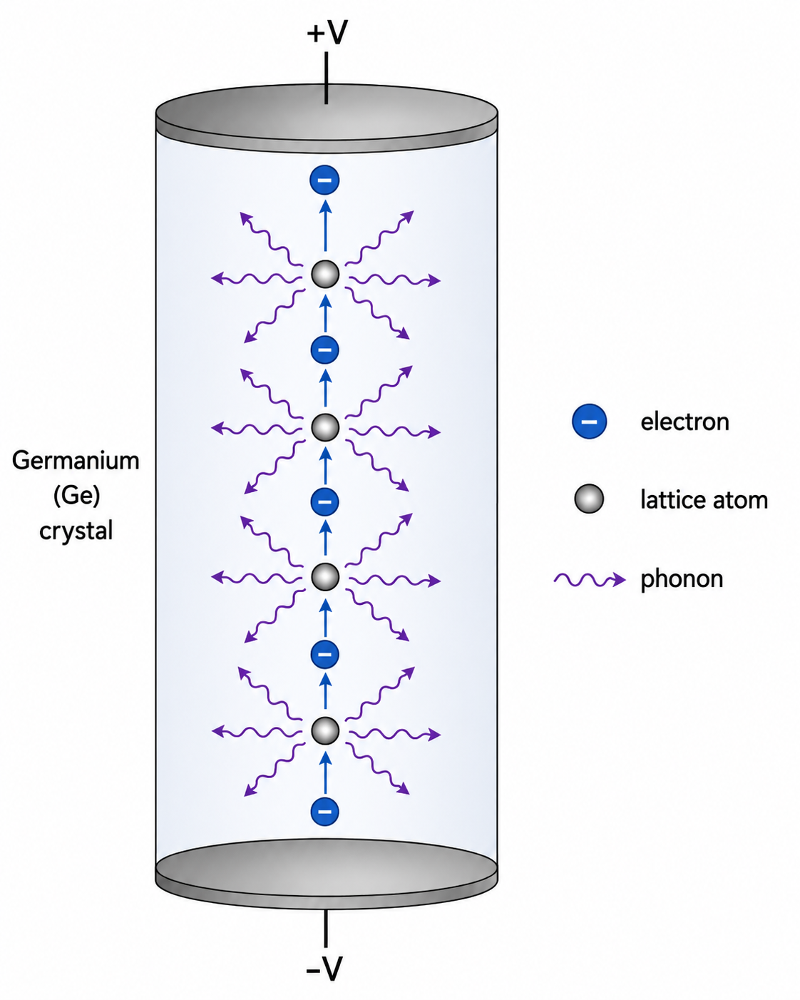 +V
Germanium
(Ge)
crystal
electron
lattice atom
phonon
–V